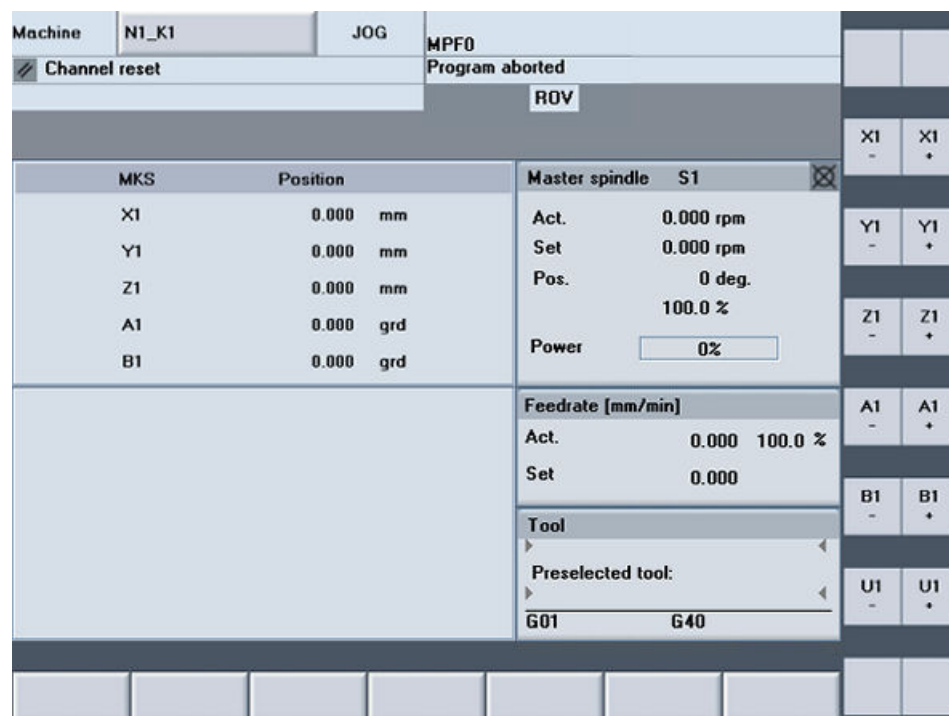 Machine N1_K1 JOG MPF0
Channel reset Program aborted
ROV
MKS Position
X1 0.000 mm
Y1 0.000 mm
Z1 0.000 mm
A1 0.000 grd
B1 0.000 grd
Master spindle S1
Act. 0.000 rpm
Set 0.000 rpm
Pos. 0 deg.
100.0 %
Power 0%
Feedrate [mm/min]
Act. 0.000 100.0 %
Set 0.000
Tool
Preselected tool:
G01 G40
X1 X1
- +
Y1 Y1
- +
Z1 Z1
- +
A1 A1
- +
B1 B1
- +
U1 U1
- +